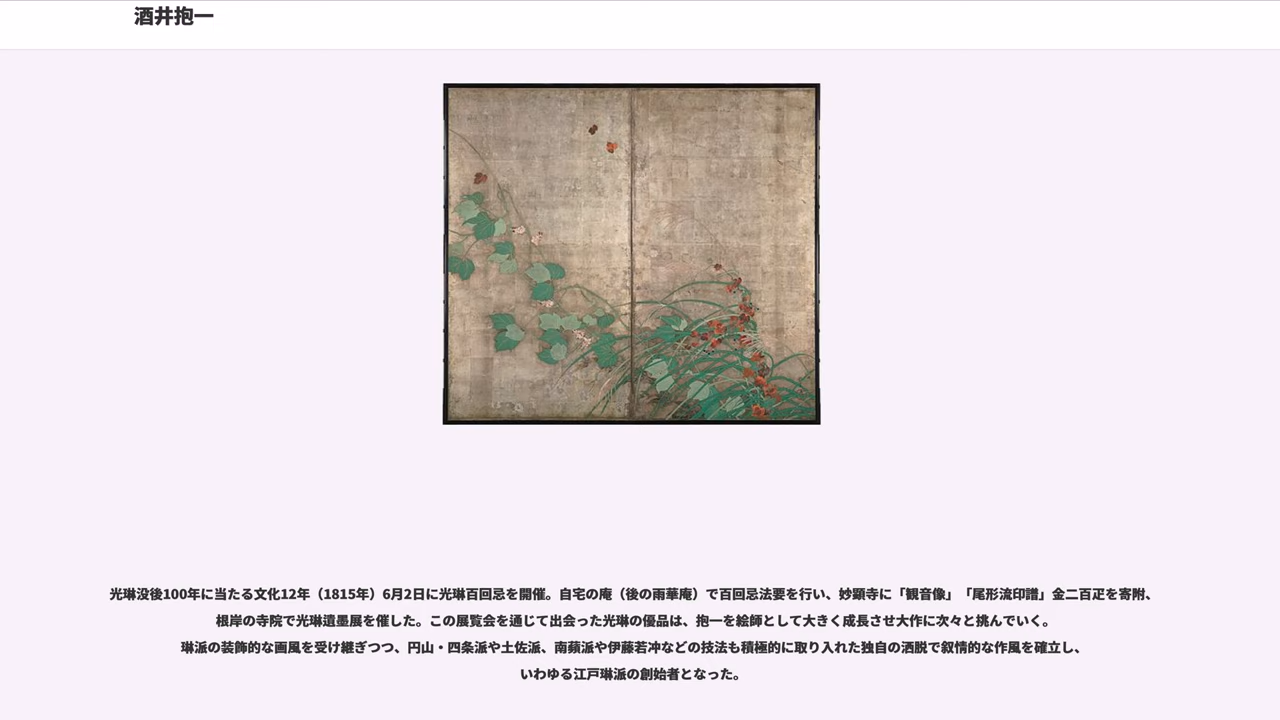 酒井抱一
光琳没後100年に当たる文化12年（1815年）6月2日に光琳百回忌を開催。自宅の庵（後の雨華庵）で百回忌法要を行い、妙顕寺に「観音像」「尾形流印譜」金二百疋を寄附、
根岸の寺院で光琳遺墨展を催した。この展覧会を通じて出会った光琳の優品は、抱一を絵師として大きく成長させ大作に次々と挑んでいく。
琳派の装飾的な画風を受け継ぎつつ、円山・四条派や土佐派、南蘋派や伊藤若冲などの技法も積極的に取り入れた独自の洒脱で叙情的な作風を確立し、
いわゆる江戸琳派の創始者となった。